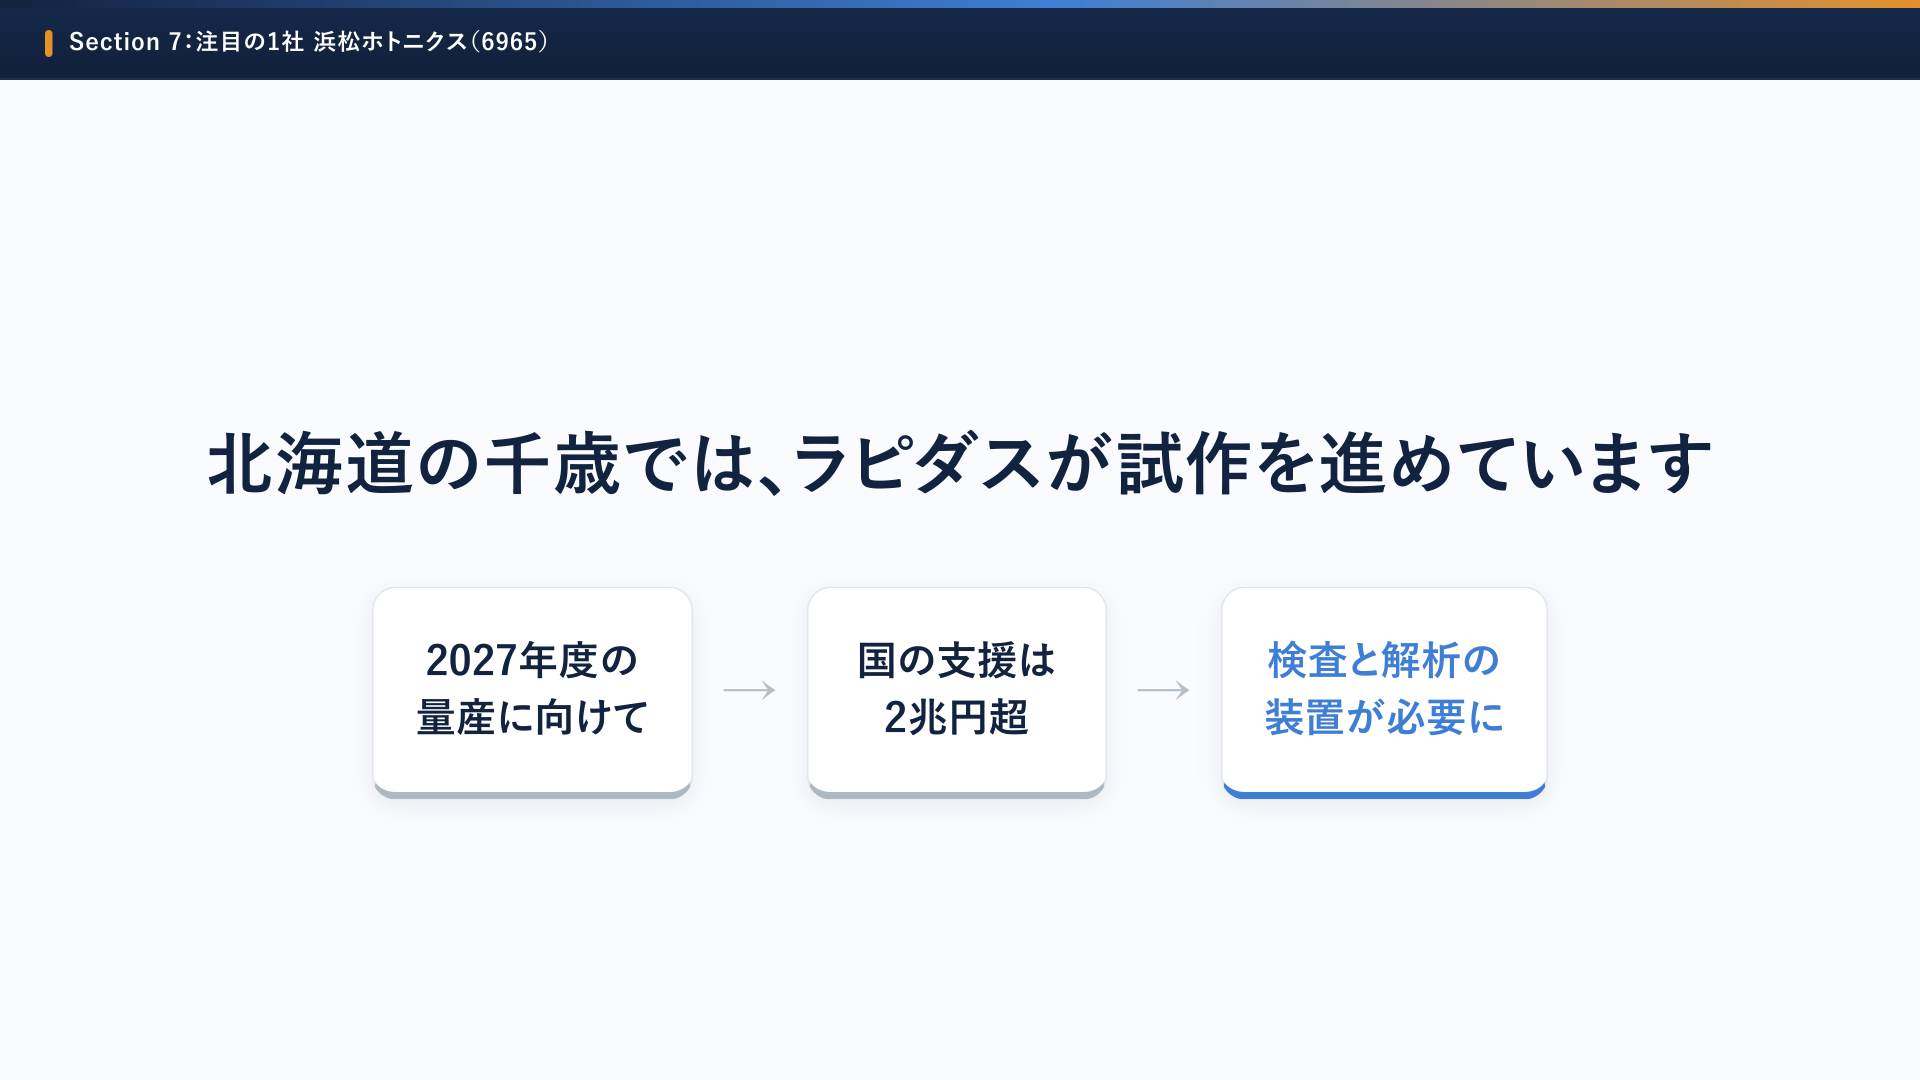 Section 7：注目の1社 浜松ホトニクス（6965）
北海道の千歳では、ラピダスが試作を進めています
2027年度の
量産に向けて
→
国の支援は
2兆円超
→
検査と解析の
装置が必要に